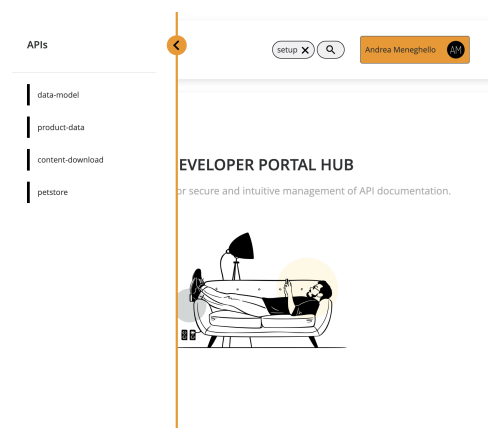 APIs
setup
Andrea Meneghello AM
data-model
product-data
content-download
petstore
EVELOPER PORTAL HUB
or secure and intuitive management of API documentation.